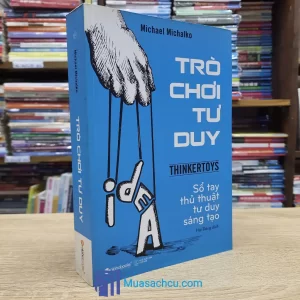 Michael Michalko
TRÒ
CHƠI
TƯ
DUY
THINKERTOYS
Sổ tay
thủ thuật
tư duy
sáng tạo
idEA
TRÒ CHƠI TƯ DUY
Muasachcu.com